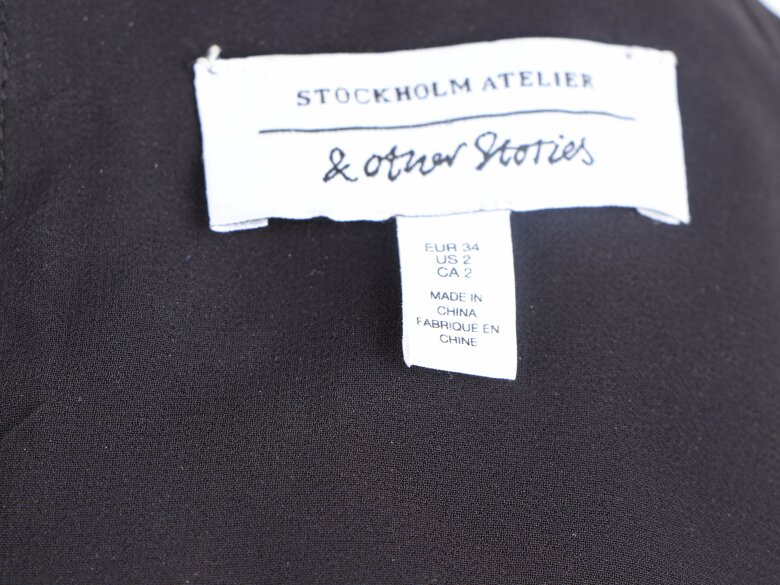 STOCKHOLM ATELIER
& other Stories
EUR 34
US 2
CA 2
MADE IN
CHINA
FABRIQUÉ EN
CHINE